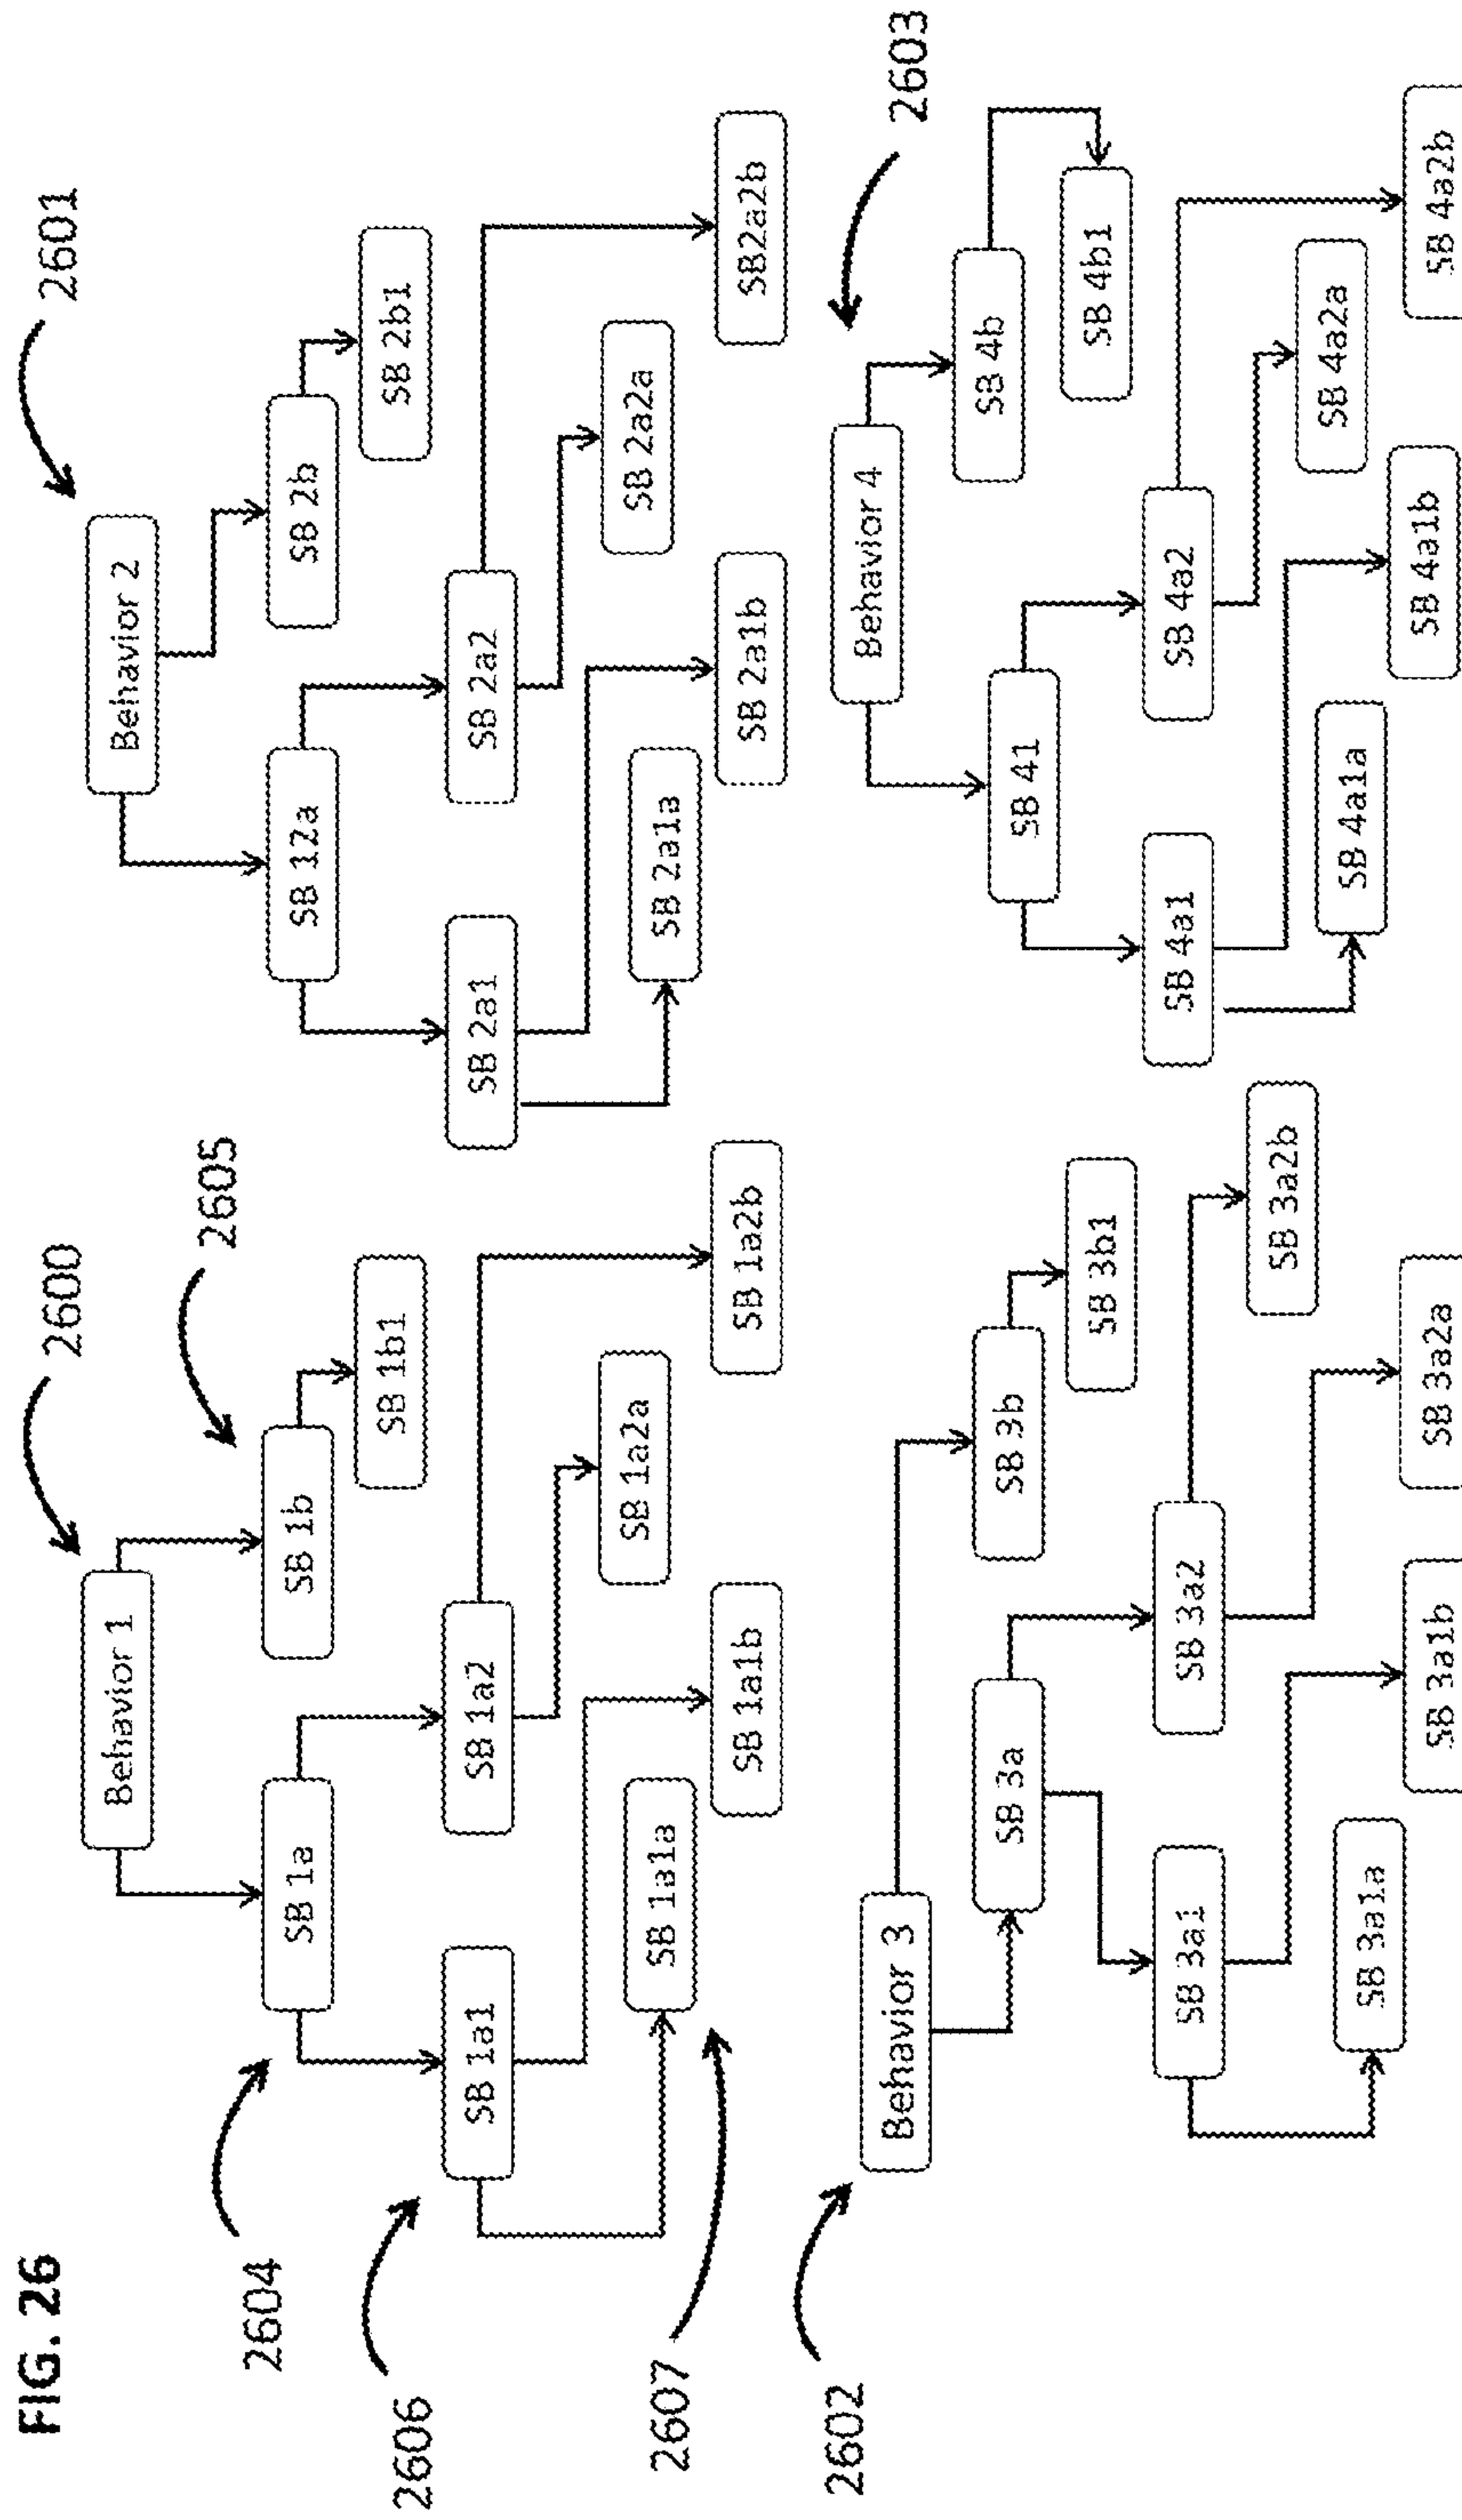 FIG. 26
2600
2601
Behavior 1
Behavior 2
2604
2605
SB 1a
SB 1b
SB 12a
SB 2b
SB 1b1
SB 2b1
2606
SB 1a1
SB 1a2
SB 2a1
SB 2a2
SB 1a2a
SB 2a2a
SB 1a1a
SB 2a1a
2607
SB 1a1b
SB 1a2b
SB 2a1b
SB2a2b
2602
2603
Behavior 3
Behavior 4
SB 3a
SB 3b
SB 41
SB 4b
SB 3b1
SB 4b1
SB 3a1
SB 3a2
SB 4a1
SB 4a2
SB 3a2b
SB 4a2a
SB 3a1a
SB 4a1a
SB 3a1b
SB 3a2a
SB 4a1b
SB 4a2b